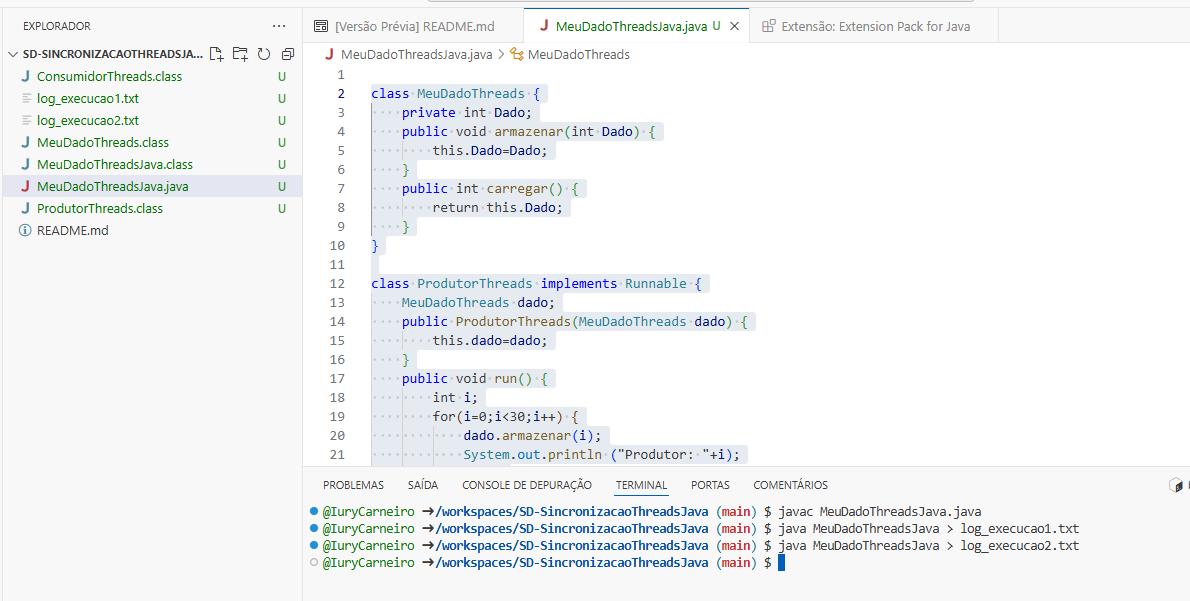 EXPLORADOR ···
[Versão Prévia] README.md
J MeuDadoThreadsJava.java U
Extensão: Extension Pack for Java
SD-SINCRONIZACAOTHREADSJA...
J ConsumidorThreads.class U
log_execucao1.txt U
log_execucao2.txt U
J MeuDadoThreads.class U
J MeuDadoThreadsJava.class U
J MeuDadoThreadsJava.java U
J ProdutorThreads.class U
README.md
J MeuDadoThreadsJava.java > MeuDadoThreads
1
2 class MeuDadoThreads {
3 private int Dado;
4 public void armazenar(int Dado) {
5 this.Dado=Dado;
6 }
7 public int carregar() {
8 return this.Dado;
9 }
10 }
11
12 class ProdutorThreads implements Runnable {
13 MeuDadoThreads dado;
14 public ProdutorThreads(MeuDadoThreads dado) {
15 this.dado=dado;
16 }
17 public void run() {
18 int i;
19 for(i=0;i<30;i++) {
20 dado.armazenar(i);
21 System.out.println ("Produtor: "+i);
PROBLEMAS SAÍDA CONSOLE DE DEPURAÇÃO TERMINAL PORTAS COMENTÁRIOS
@IuryCarneiro →/workspaces/SD-SincronizacaoThreadsJava (main) $ javac MeuDadoThreadsJava.java
@IuryCarneiro →/workspaces/SD-SincronizacaoThreadsJava (main) $ java MeuDadoThreadsJava > log_execucao1.txt
@IuryCarneiro →/workspaces/SD-SincronizacaoThreadsJava (main) $ java MeuDadoThreadsJava > log_execucao2.txt
@IuryCarneiro →/workspaces/SD-SincronizacaoThreadsJava (main) $